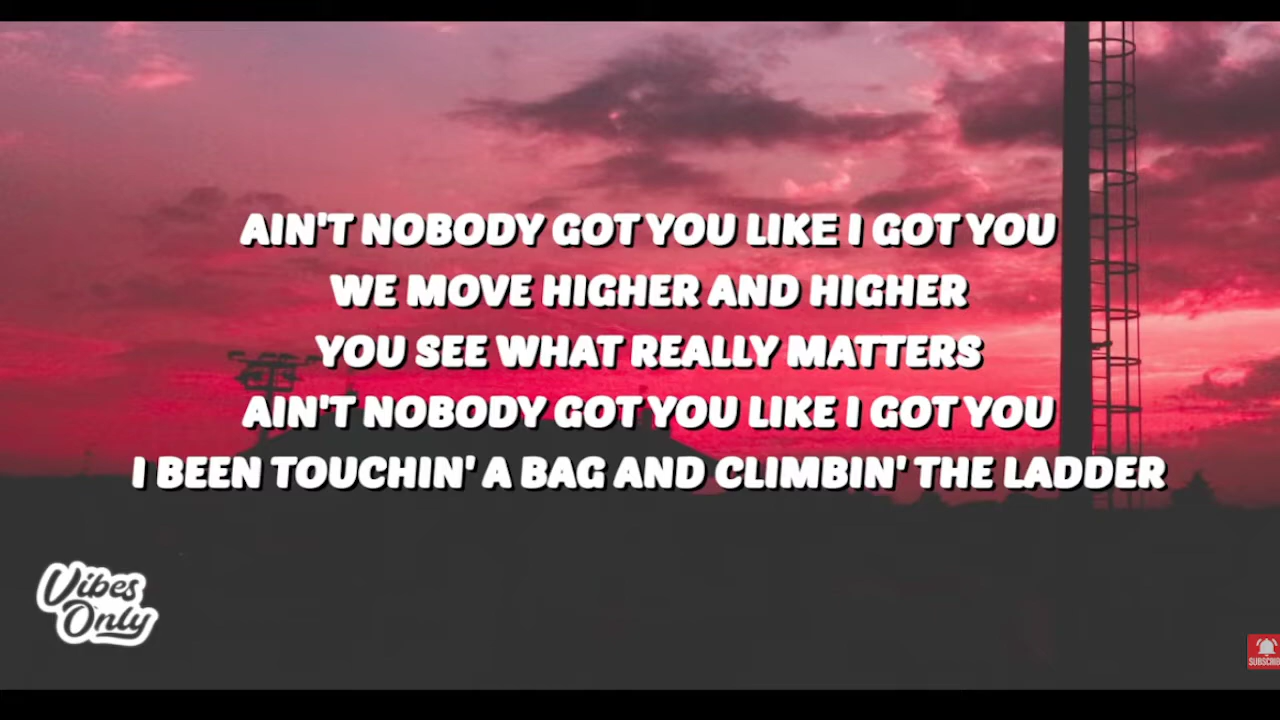 AIN'T NOBODY GOT YOU LIKE I GOT YOU
WE MOVE HIGHER AND HIGHER
YOU SEE WHAT REALLY MATTERS
AIN'T NOBODY GOT YOU LIKE I GOT YOU
I BEEN TOUCHIN' A BAG AND CLIMBIN' THE LADDER
Vibes
Only
SUBSCRIB